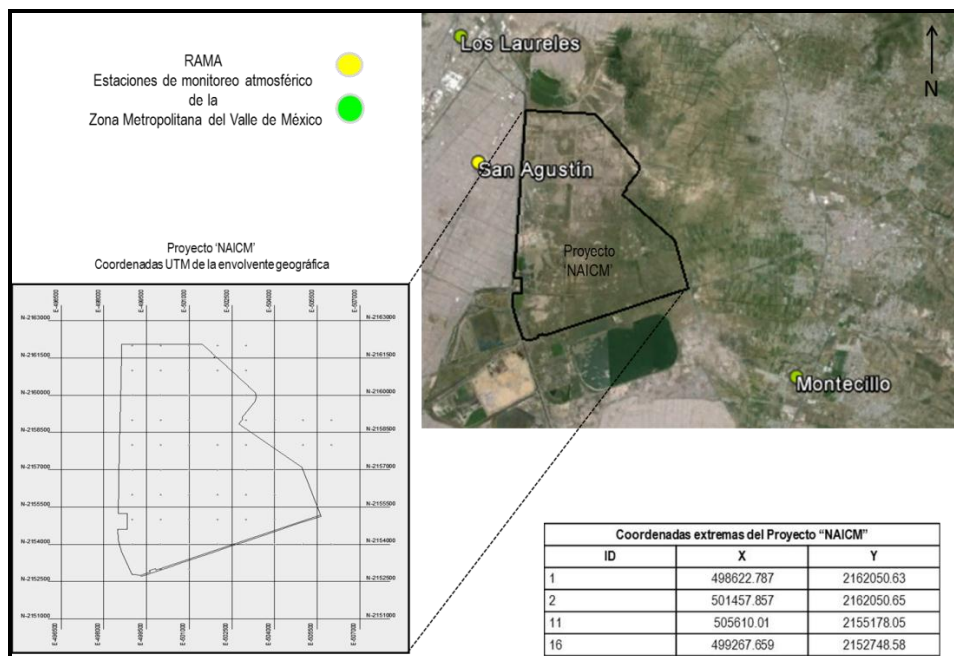 RAMA
Estaciones de monitoreo atmosférico
de la
Zona Metropolitana del Valle de México
Los Laureles
N
San Agustín
Proyecto
'NAICM'
Montecillo
Proyecto 'NAICM'
Coordenadas UTM de la envolvente geográfica
N-2163000 N-2163000
N-2161500 N-2161500
N-2160000 N-2160000
N-2158500 N-2158500
N-2157000 N-2157000
N-2155500 N-2155500
N-2154000 N-2154000
N-2152500 N-2152500
N-2151000 N-2151000
Coordenadas extremas del Proyecto "NAICM"
ID X Y
1 498622.787 2162050.63
2 501457.857 2162050.65
11 505610.01 2155178.05
16 499267.659 2152748.58